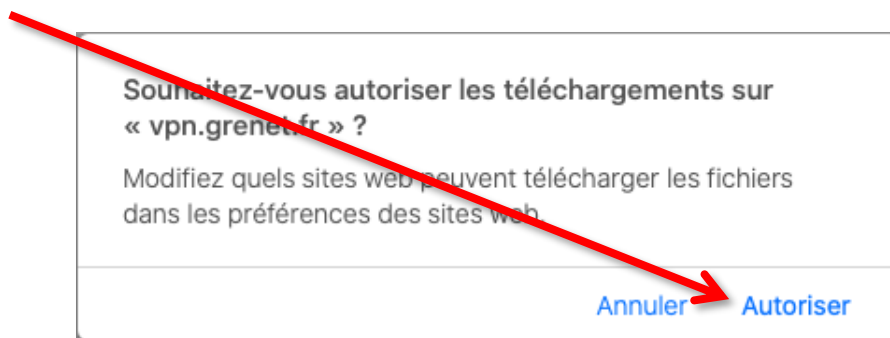 Souhaitez-vous autoriser les téléchargements sur
« vpn.grenet.fr » ?
Modifiez quels sites web peuvent télécharger les fichiers
dans les préférences des sites web.
Annuler Autoriser